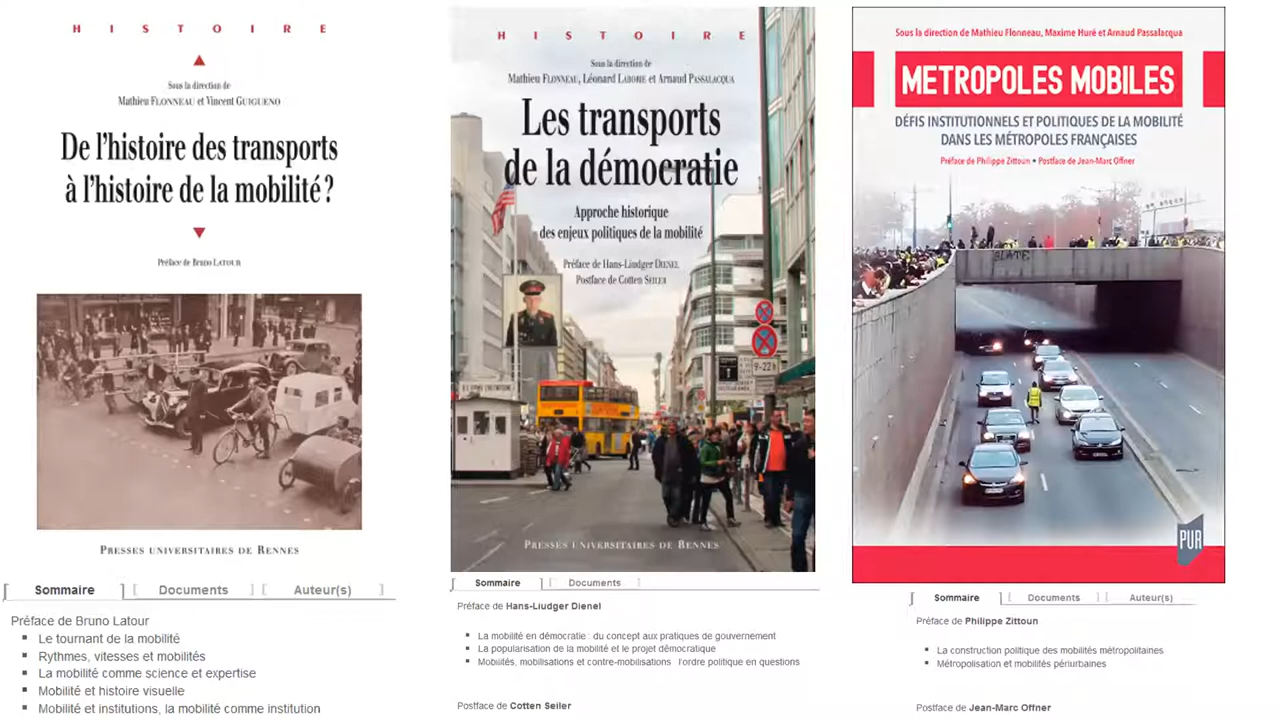 HISTOIRE
Sous la direction de
Mathieu FLONNEAU et Vincent GUIGUENO
De l'histoire des transports
à l'histoire de la mobilité ?
Préface de Bruno LATOUR
PRESSES UNIVERSITAIRES DE RENNES
Sommaire
Documents
Auteur(s)
Préface de Bruno Latour
Le tournant de la mobilité
Rythmes, vitesses et mobilités
La mobilité comme science et expertise
Mobilité et histoire visuelle
Mobilité et institutions, la mobilité comme institution
HISTOIRE
Sous la direction de
Mathieu FLONNEAU, Léonard LABORIE et Arnaud PASSALACQUA
Les transports
de la démocratie
Approche historique
des enjeux politiques de la mobilité
Préface de Hans-Liudger DIENEL
Postface de Cotten SEILER
9-22h
PRESSES UNIVERSITAIRES DE RENNES
Sommaire
Documents
Préface de Hans-Liudger Dienel
La mobilité en démocratie : du concept aux pratiques de gouvernement
La popularisation de la mobilité et le projet démocratique
Mobilités, mobilisations et contre-mobilisations l'ordre politique en questions
Postface de Cotten Seiler
Sous la direction de Mathieu Flonneau, Maxime Huré et Arnaud Passalacqua
METROPOLES MOBILES
DÉFIS INSTITUTIONNELS ET POLITIQUES DE LA MOBILITÉ
DANS LES MÉTROPOLES FRANÇAISES
Préface de Philippe Zittoun • Postface de Jean-Marc Offner
PUR
Sommaire
Documents
Auteur(s)
Préface de Philippe Zittoun
La construction politique des mobilités métropolitaines
Métropolisation et mobilités périurbaines
Postface de Jean-Marc Offner